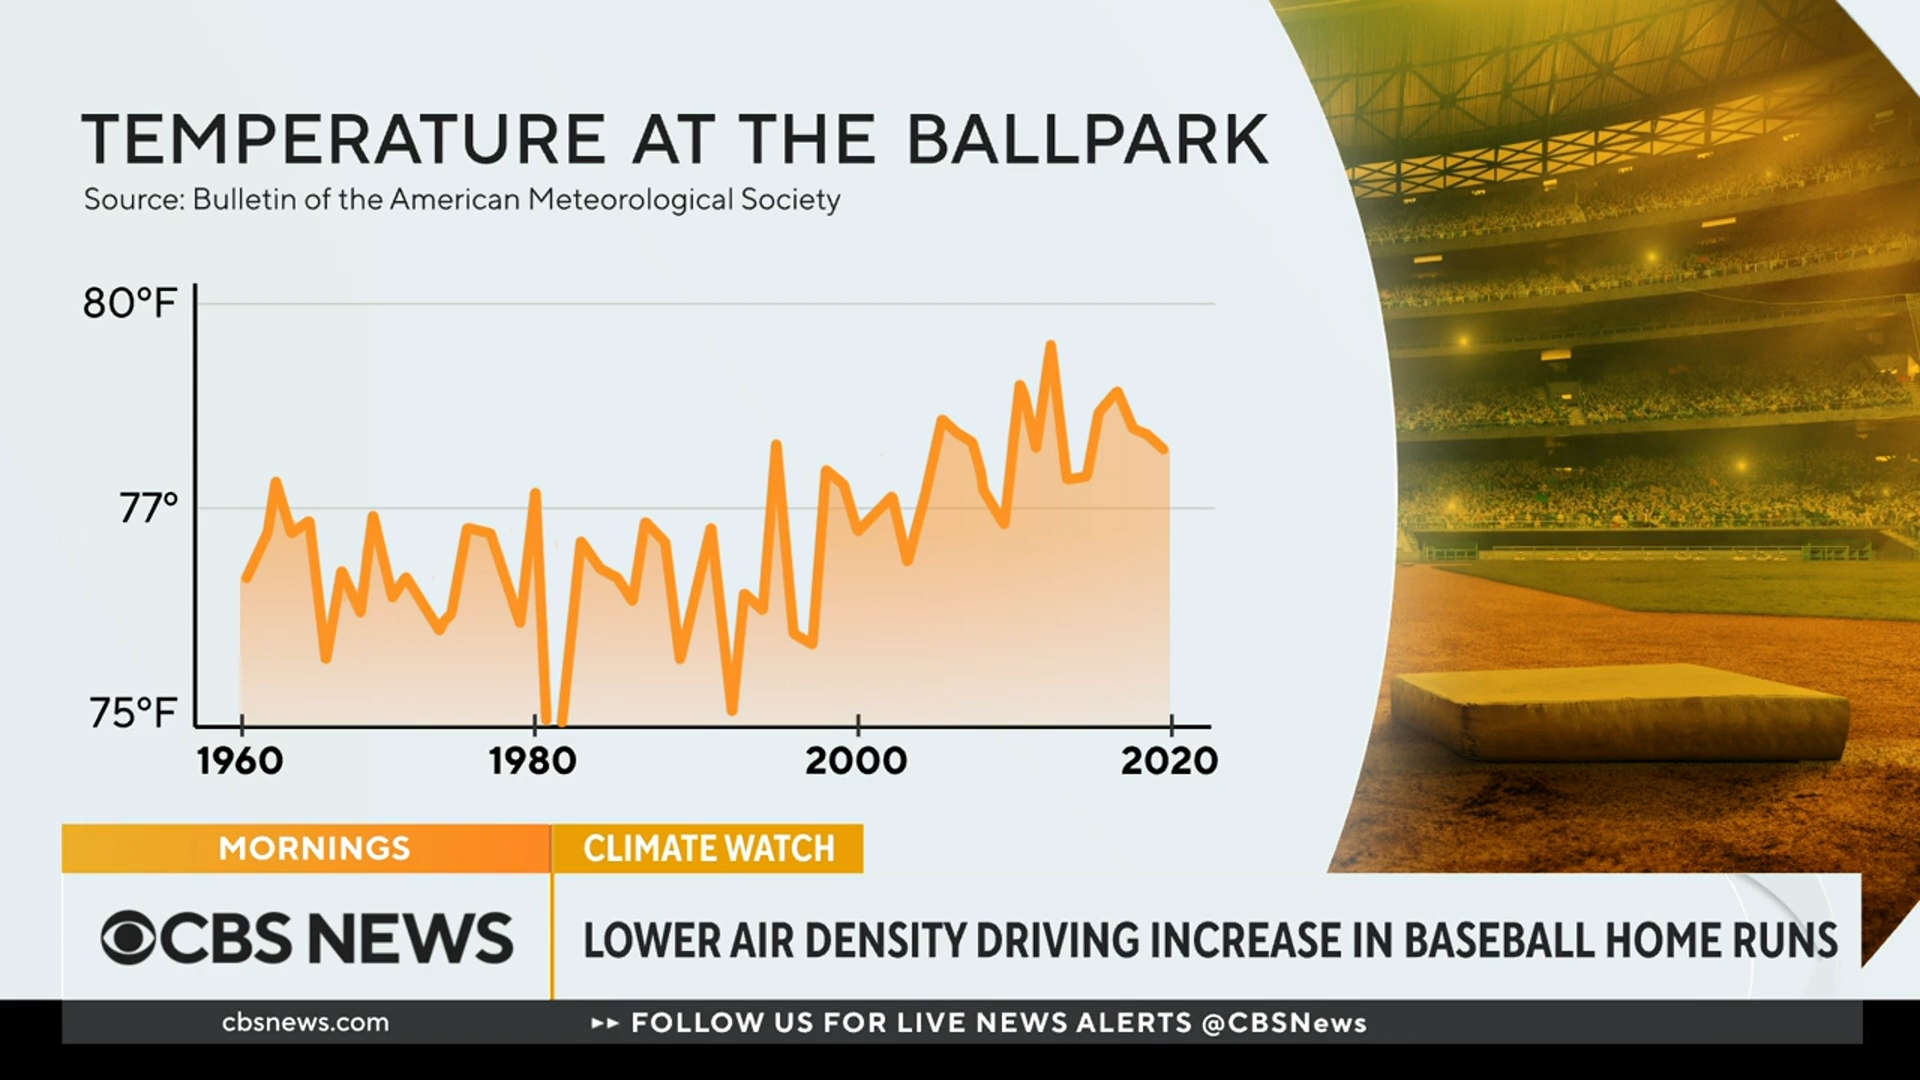 TEMPERATURE AT THE BALLPARK
Source: Bulletin of the American Meteorological Society
80°F
77°
75°F
1960 1980 2000 2020
MORNINGS
CLIMATE WATCH
CBS NEWS
LOWER AIR DENSITY DRIVING INCREASE IN BASEBALL HOME RUNS
cbsnews.com
FOLLOW US FOR LIVE NEWS ALERTS @CBSNews